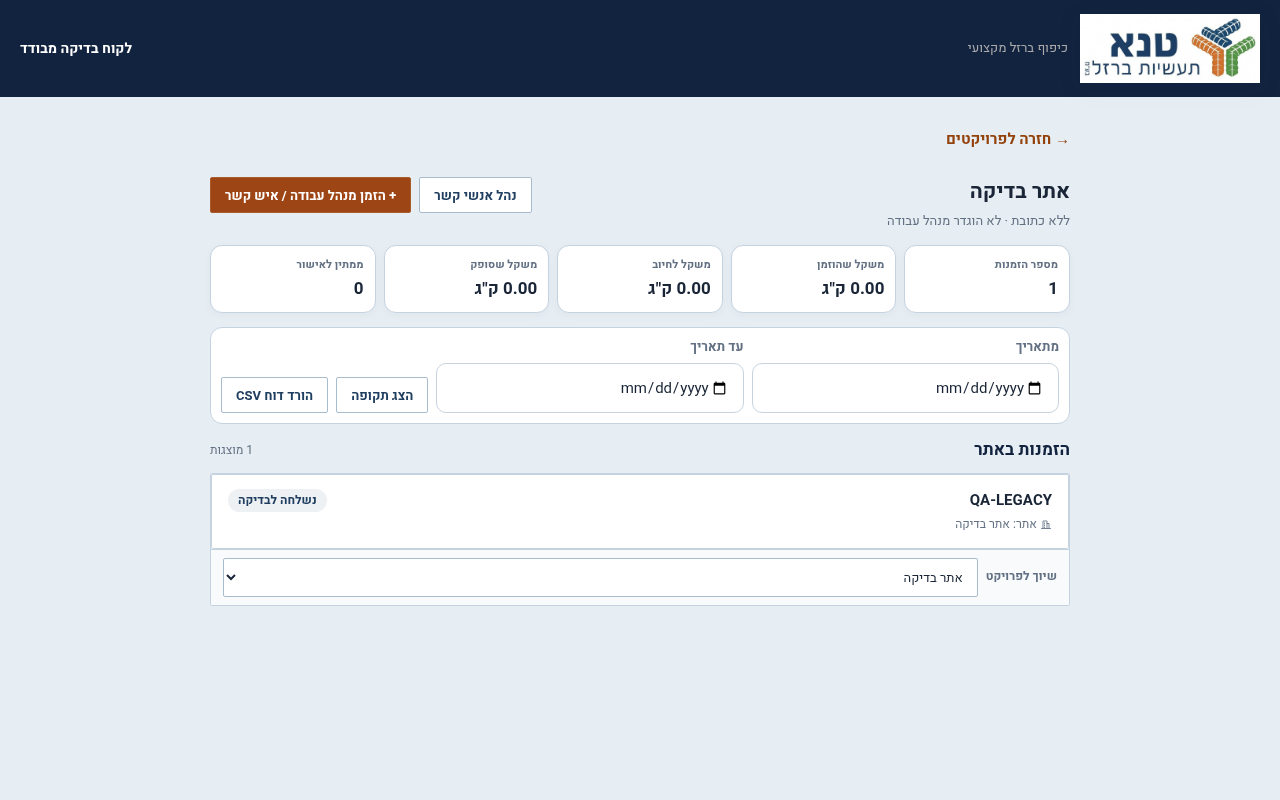 טנא
תעשיות ברזל
כיפוף ברזל מקצועי
לקוח בדיקה מבודד
→ חזרה לפרויקטים
אתר בדיקה
נהל אנשי קשר
+ הזמן מנהל עבודה / איש קשר
ללא כתובת · לא הוגדר מנהל עבודה
מספר הזמנות
1
משקל שהוזמן
0.00 ק"ג
משקל לחיוב
0.00 ק"ג
משקל שסופק
0.00 ק"ג
ממתין לאישור
0
מתאריך
mm/dd/yyyy
עד תאריך
mm/dd/yyyy
הצג תקופה
הורד דוח CSV
הזמנות באתר
1 מוצגות
QA-LEGACY
נשלחה לבדיקה
אתר: אתר בדיקה
שיוך לפרויקט
אתר בדיקה